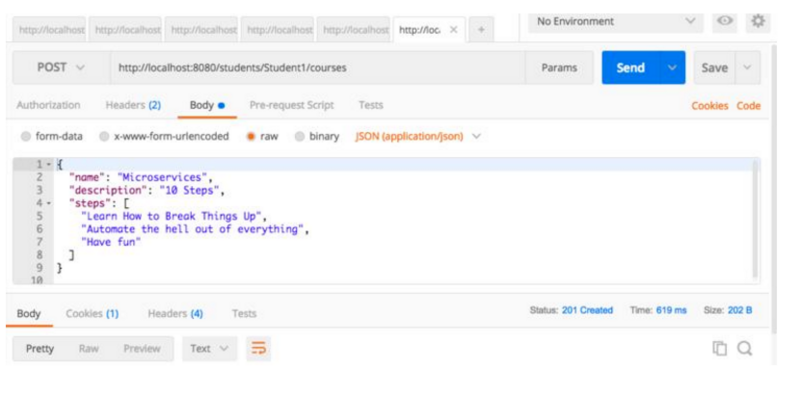 http://localhost http://localhost http://localhost http://localhost http://localhost http://loc. × + No Environment
POST http://localhost:8080/students/Student1/courses Params Send Save
Authorization Headers (2) Body Pre-request Script Tests Cookies Code
form-data x-www-form-urlencoded raw binary JSON (application/json)
1 {
2 "name": "Microservices",
3 "description": "10 Steps",
4 "steps": [
5 "Learn How to Break Things Up",
6 "Automate the hell out of everything",
7 "Have fun"
8 ]
9 }
10
Body Cookies (1) Headers (4) Tests Status: 201 Created Time: 619 ms Size: 202 B
Pretty Raw Preview Text